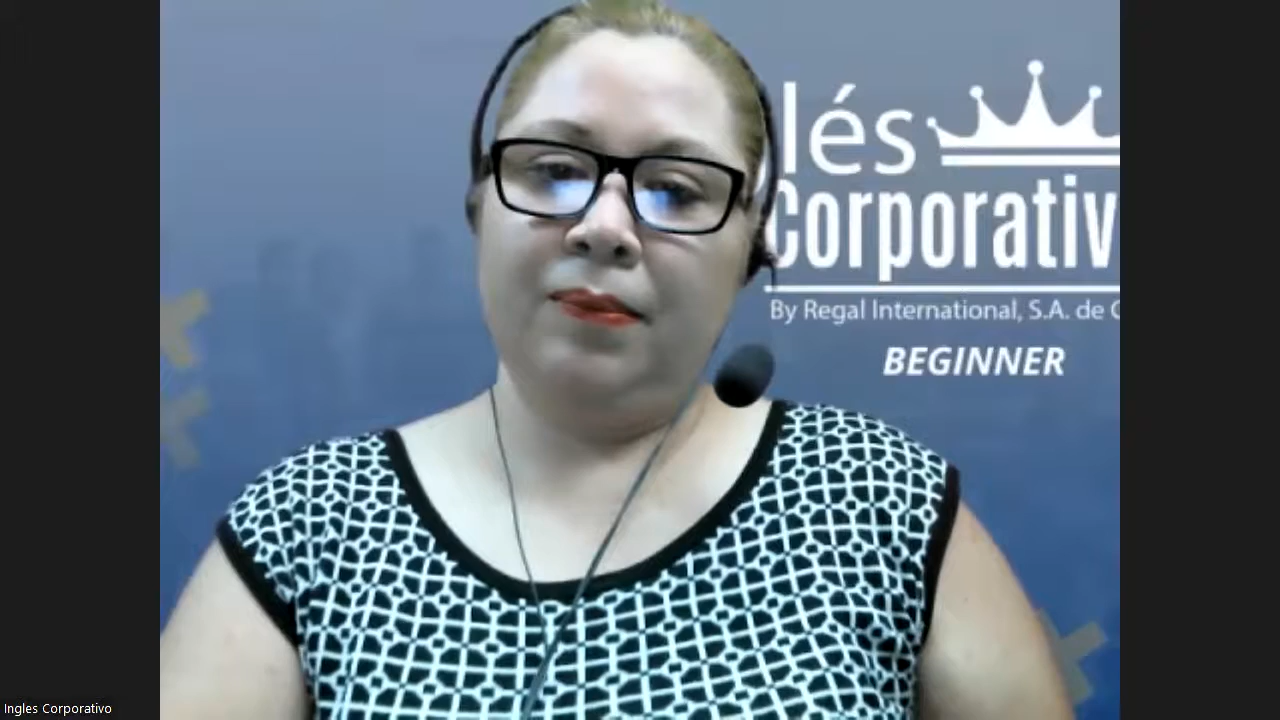 lés
Corporativ
By Regal International, S.A. de C
BEGINNER
Ingles Corporativo